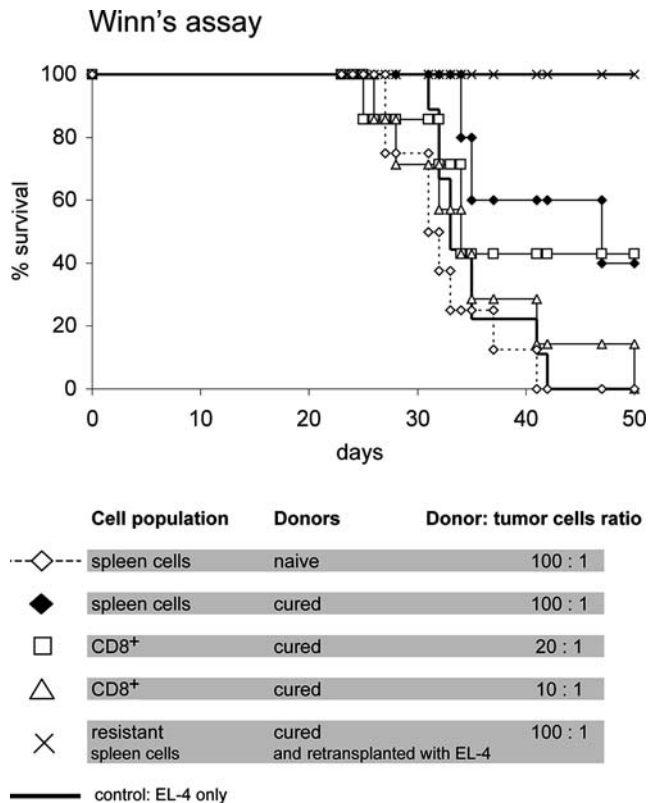 Winn's assay
100
80
60
40
20
0
% survival
0 10 20 30 40 50
days
Cell population Donors Donor: tumor cells ratio
spleen cells naive 100 : 1
spleen cells cured 100 : 1
CD8+ cured 20 : 1
CD8+ cured 10 : 1
resistant cured 100 : 1
spleen cells and retransplanted with EL-4
control: EL-4 only